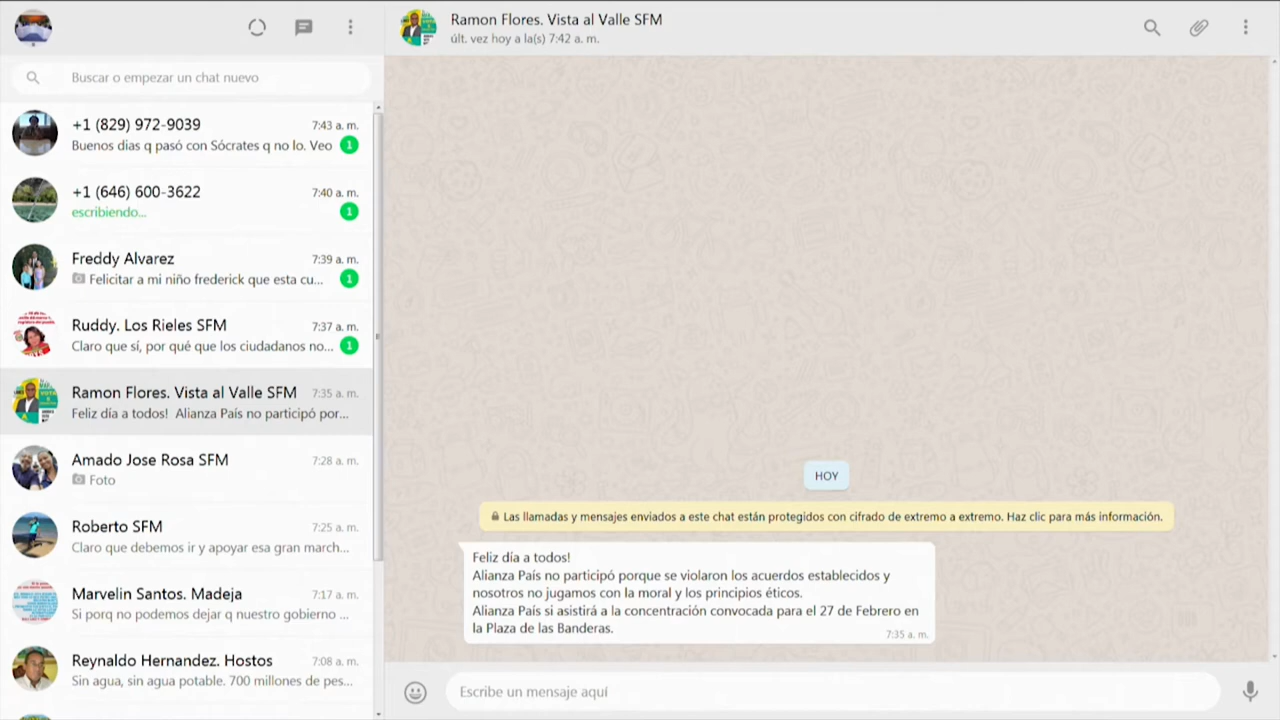 Buscar o empezar un chat nuevo
+1 (829) 972-9039
7:43 a. m.
Buenos dias q pasó con Sócrates q no lo. Veo
1
+1 (646) 600-3622
7:40 a. m.
escribiendo...
1
Freddy Alvarez
7:39 a. m.
Felicitar a mi niño frederick que esta cu...
1
Ruddy. Los Rieles SFM
7:37 a. m.
Claro que sí, por qué que los ciudadanos no...
1
Ramon Flores. Vista al Valle SFM
7:35 a. m.
Feliz día a todos! Alianza País no participó por...
Amado Jose Rosa SFM
7:28 a. m.
Foto
Roberto SFM
7:25 a. m.
Claro que debemos ir y apoyar esa gran march...
Marvelin Santos. Madeja
7:17 a. m.
Si porq no podemos dejar q nuestro gobierno ...
Reynaldo Hernandez. Hostos
7:08 a. m.
Sin agua, sin agua potable. 700 millones de pes...
Ramon Flores. Vista al Valle SFM
últ. vez hoy a la(s) 7:42 a. m.
HOY
Las llamadas y mensajes enviados a este chat están protegidos con cifrado de extremo a extremo. Haz clic para más información.
Feliz día a todos!
Alianza País no participó porque se violaron los acuerdos establecidos y
nosotros no jugamos con la moral y los principios éticos.
Alianza País si asistirá a la concentración convocada para el 27 de Febrero en
la Plaza de las Banderas.
7:35 a. m.
Escribe un mensaje aquí